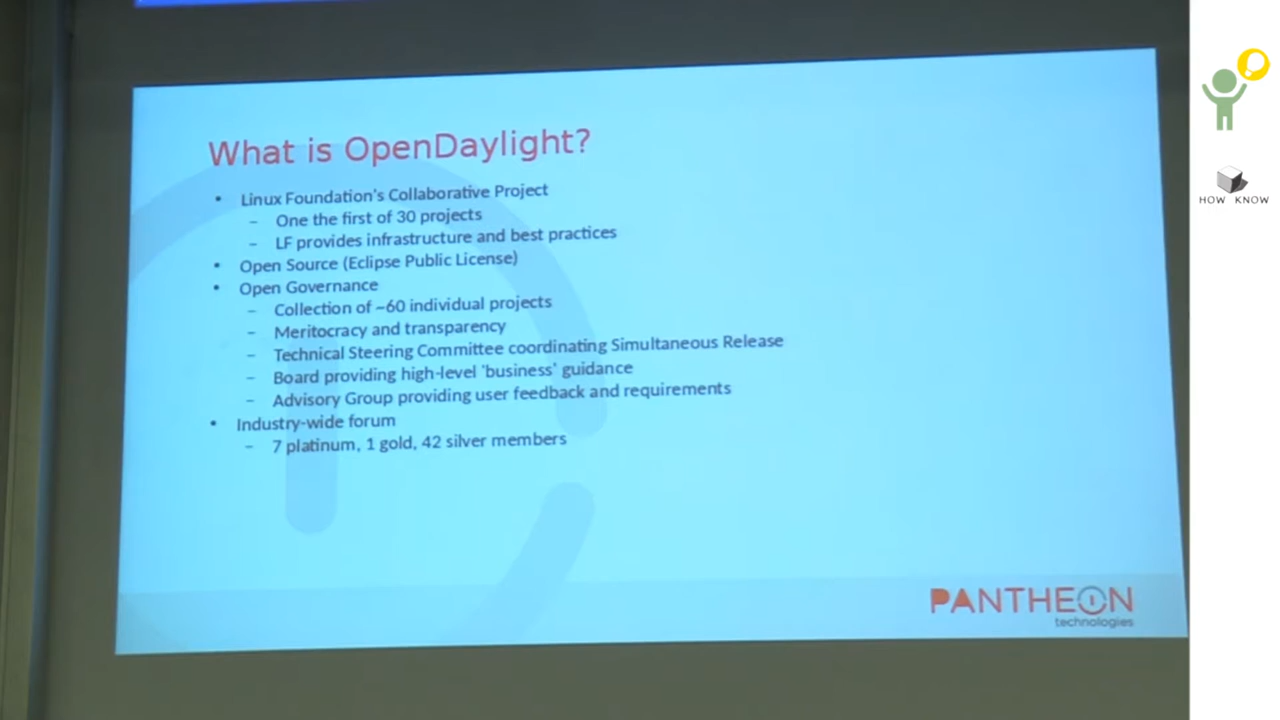 What is OpenDaylight?
• Linux Foundation's Collaborative Project
– One the first of 30 projects
– LF provides infrastructure and best practices
• Open Source (Eclipse Public License)
• Open Governance
– Collection of ~60 individual projects
– Meritocracy and transparency
– Technical Steering Committee coordinating Simultaneous Release
– Board providing high-level 'business' guidance
– Advisory Group providing user feedback and requirements
• Industry-wide forum
– 7 platinum, 1 gold, 42 silver members
PANTHEON
technologies
HOW KNOW